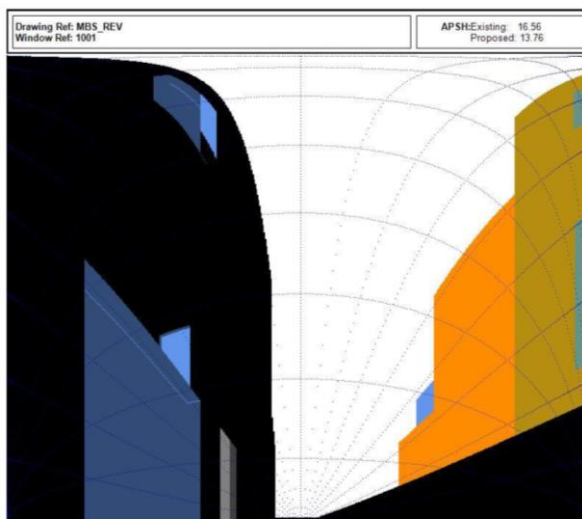 Drawing Ref: MBS_REV
Window Ref: 1001
APSH:Existing: 16.56
Proposed: 13.76